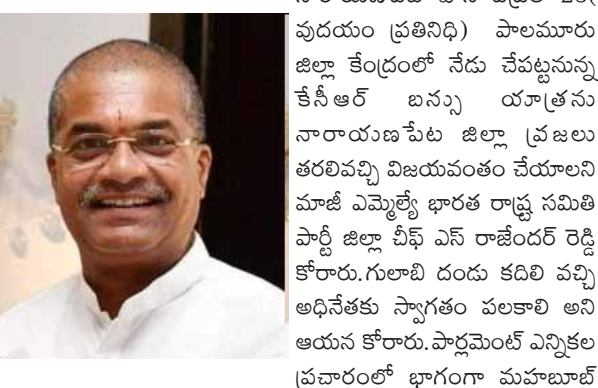 వుదయం ప్రతినిధి) పాలమూరు
జిల్లా కేంద్రంలో నేడు చేపట్టనున్న
కేసీఆర్ బస్సు యాత్రను
నారాయణపేట జిల్లా ప్రజలు
తరలివచ్చి విజయవంతం చేయాలని
మాజీ ఎమ్మెల్యే భారత రాష్ట్ర సమితి
పార్టీ జిల్లా చీఫ్ ఎస్ రాజేందర్ రెడ్డి
కోరారు.గులాబి దండు కదిలి వచ్చి
అధినేతకు స్వాగతం పలకాలి అని
ఆయన కోరారు.పార్లమెంట్ ఎన్నికల
ప్రచారంలో భాగంగా మహబూబ్